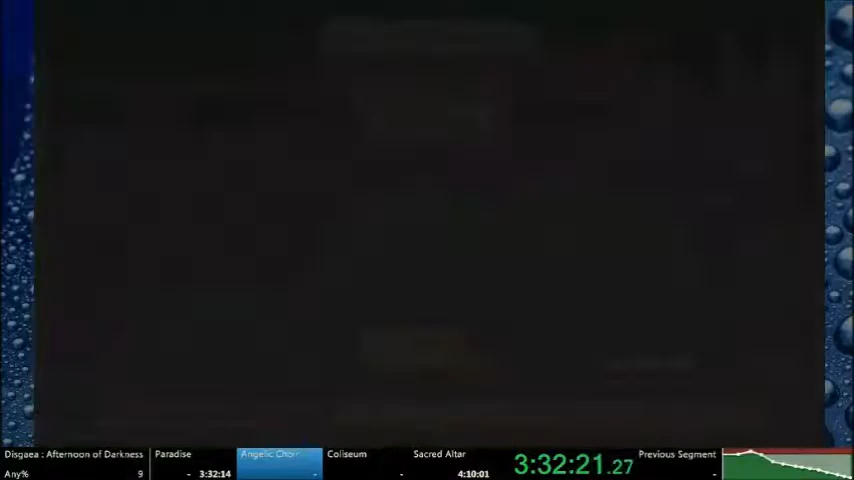 Disgaea : Afternoon of Darkness
Any% 9
Paradise
- 3:32:14
Angelic Choir
-
Coliseum
-
Sacred Altar
4:10:01
3:32:21.27
Previous Segment
-